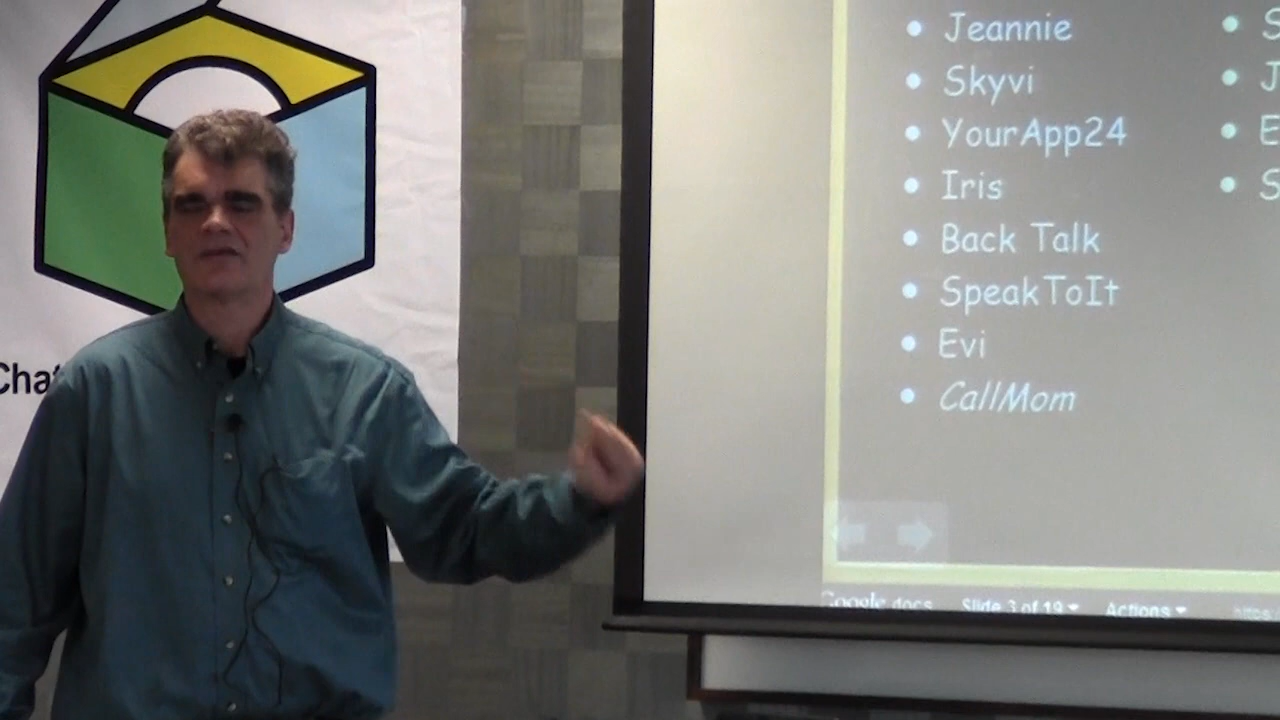 Jeannie
Skyvi
YourApp24
Iris
Back Talk
SpeakToIt
Evi
CallMom
S
J
E
S
Chat
Google docs Slide 3 of 19 Actions